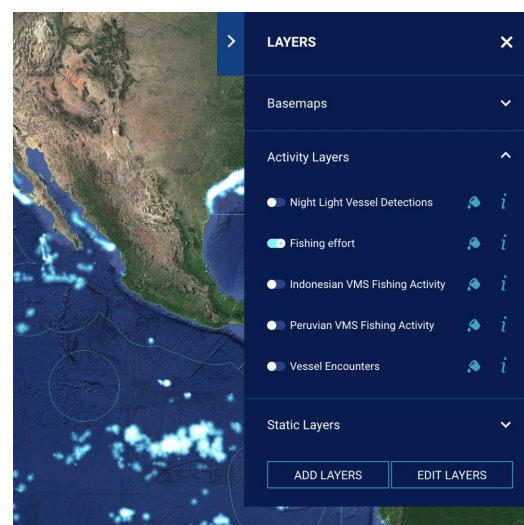 LAYERS
Basemaps
Activity Layers
Night Light Vessel Detections
Fishing effort
Indonesian VMS Fishing Activity
Peruvian VMS Fishing Activity
Vessel Encounters
Static Layers
ADD LAYERS
EDIT LAYERS